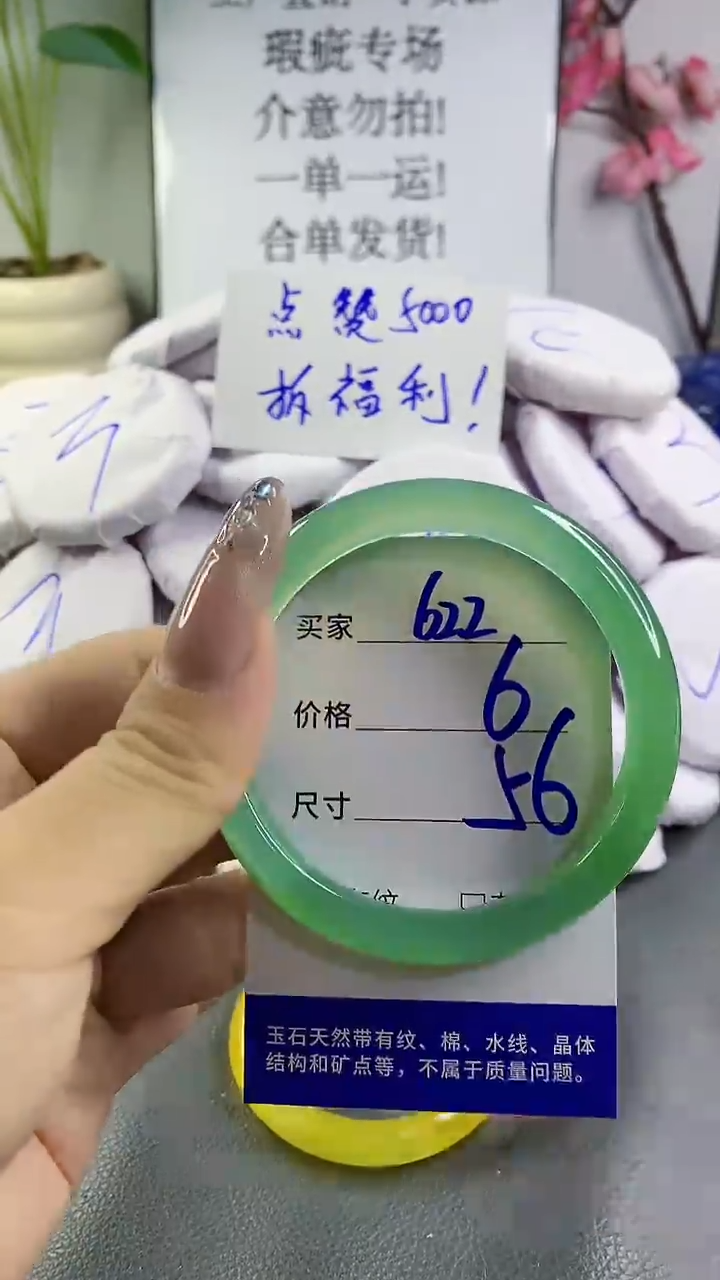 瑕疵专场
介意勿拍!
一单一运!
合单发货!
点赞5000
拆福利!
买家 622
价格 6
尺寸 56
玉石天然带有纹、棉、水线、晶体
结构和矿点等，不属于质量问题。